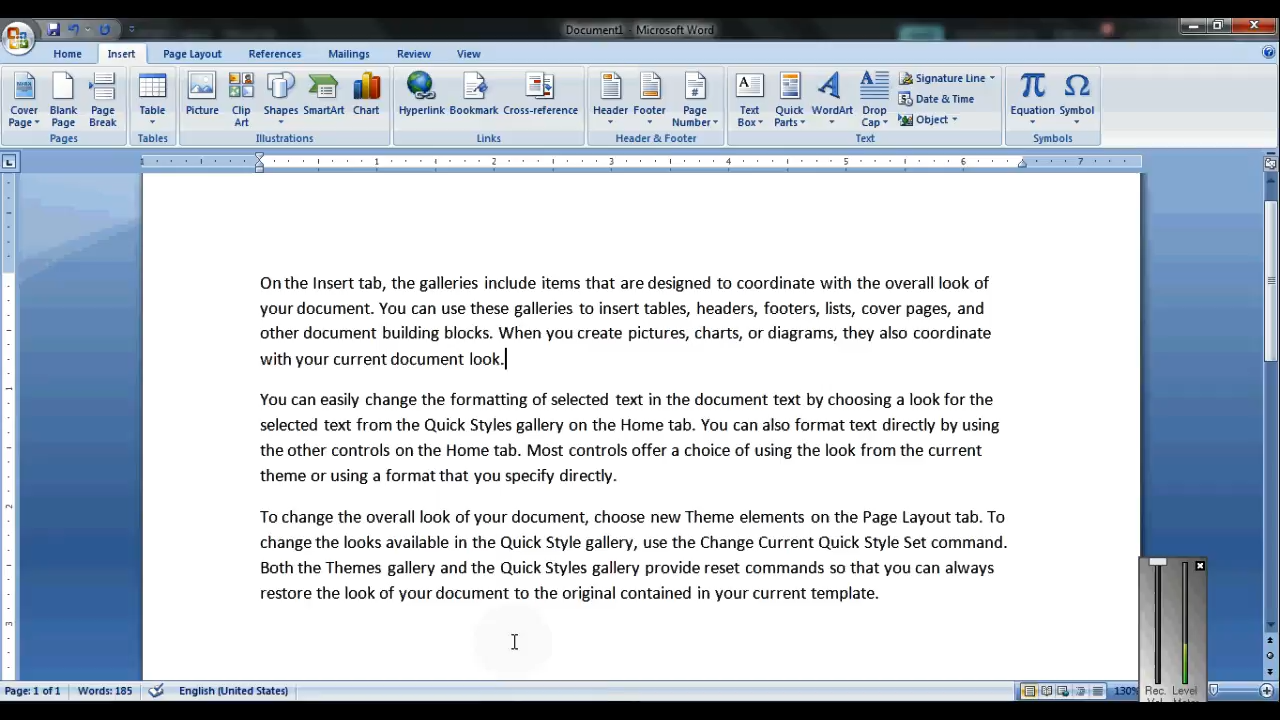 Document1 - Microsoft Word
Home Insert Page Layout References Mailings Review View
Cover Page Blank Page Page Break Table Picture Clip Art Shapes SmartArt Chart Hyperlink Bookmark Cross-reference Header Footer Page Number Text Box Quick Parts WordArt Drop Cap Signature Line Date & Time Object Equation Symbol
Pages Tables Illustrations Links Header & Footer Text Symbols
1 1 2 3 4 5 6 7
On the Insert tab, the galleries include items that are designed to coordinate with the overall look of
your document. You can use these galleries to insert tables, headers, footers, lists, cover pages, and
other document building blocks. When you create pictures, charts, or diagrams, they also coordinate
with your current document look.
You can easily change the formatting of selected text in the document text by choosing a look for the
selected text from the Quick Styles gallery on the Home tab. You can also format text directly by using
the other controls on the Home tab. Most controls offer a choice of using the look from the current
theme or using a format that you specify directly.
To change the overall look of your document, choose new Theme elements on the Page Layout tab. To
change the looks available in the Quick Style gallery, use the Change Current Quick Style Set command.
Both the Themes gallery and the Quick Styles gallery provide reset commands so that you can always
restore the look of your document to the original contained in your current template.
1
2
3
Page: 1 of 1 Words: 185 English (United States) 130% Rec. Level